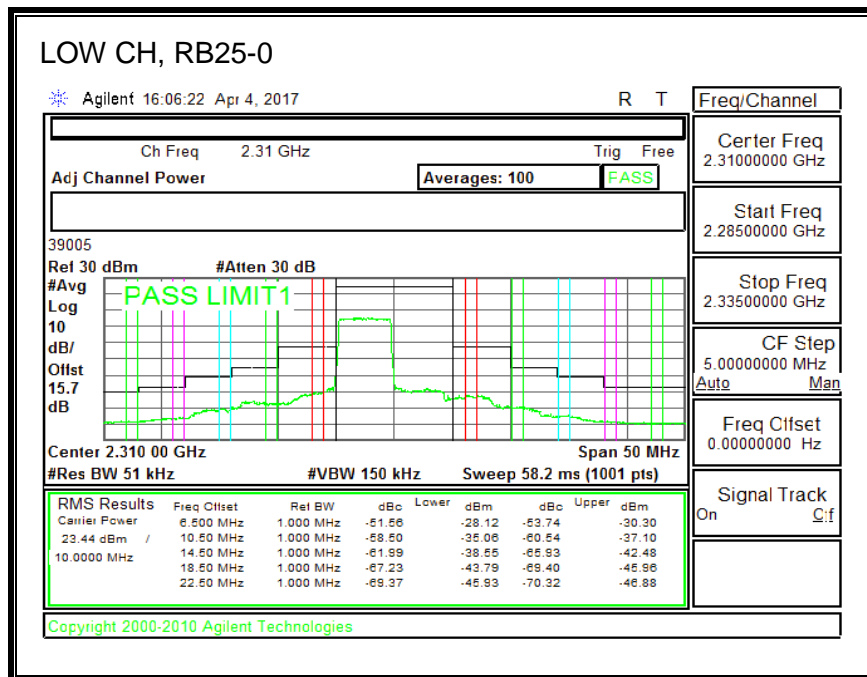 LOW CH, RB25-0
Agilent 16:06:22 Apr 4, 2017 R T
Freq/Channel
Ch Freq 2.31 GHz Trig Free
Adj Channel Power Averages: 100 PASS
Center Freq
2.31000000 GHz
Start Freq
2.28500000 GHz
Stop Freq
2.33500000 GHz
CF Step
5.00000000 MHz
Auto Man
Freq Offset
0.00000000 Hz
Signal Track
On Off
39005
Ref 30 dBm #Atten 30 dB
#Avg
Log
10
dB/
Offst
15.7
dB
PASS LIMIT1
Center 2.310 00 GHz Span 50 MHz
#Res BW 51 kHz #VBW 150 kHz Sweep 58.2 ms (1001 pts)
RMS Results Freq Offset Ref BW dBc Lower dBm dBc Upper dBm
Carrier Power 6.500 MHz 1.000 MHz -51.56 -28.12 -53.74 -30.30
23.44 dBm / 10.50 MHz 1.000 MHz -58.50 -35.06 -60.54 -37.10
10.0000 MHz 14.50 MHz 1.000 MHz -61.99 -38.55 -65.93 -42.48
18.50 MHz 1.000 MHz -67.23 -43.79 -69.40 -45.96
22.50 MHz 1.000 MHz -69.37 -45.93 -70.32 -46.88
Copyright 2000-2010 Agilent Technologies